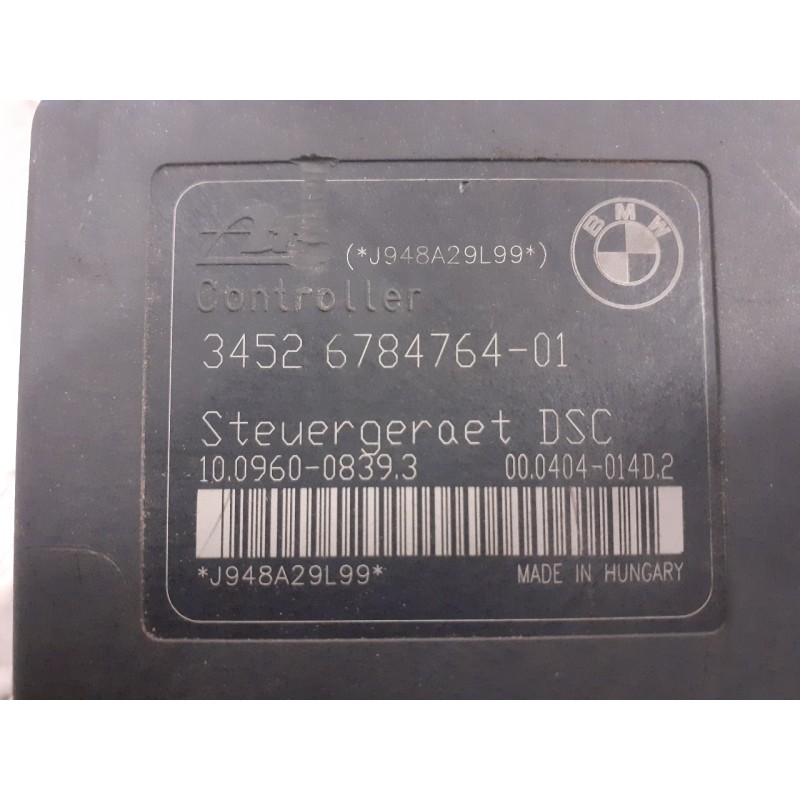 (*J948A29L99*)
BMW
Controller
3452 6784764-01
Steuergeraet DSC
10.0960-0839.3 00.0404-014D.2
*J948A29L99*
MADE IN HUNGARY